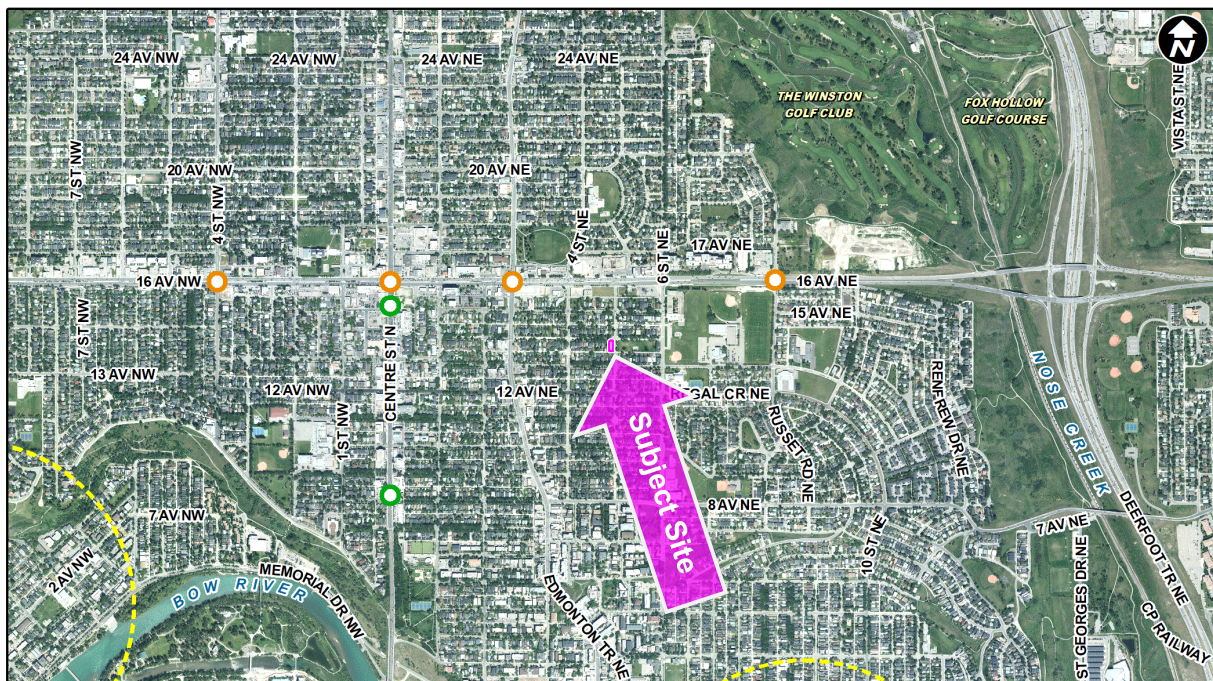 N
24 AV NW
24 AV NW
24 AV NE
24 AV NE
THE WINSTON
GOLF CLUB
FOX HOLLOW
GOLF COURSE
VISTA ST NE
7 ST NW
20 AV NW
20 AV NE
4 ST NW
4 ST NE
6 ST NE
17 AV NE
16 AV NW
16 AV NE
15 AV NE
7 ST NW
13 AV NW
12 AV NW
CENTRE ST N
12 AV NE
REGAL CR NE
RENFREW DR NE
NOSE CREEK
1 ST NW
RUSSET RD NE
Subject Site
7 AV NW
8 AV NE
7 AV NE
DEERFOOT TR NE
10 ST NE
2 AV NW
BOW RIVER
MEMORIAL DR NW
EDMONTON TR NE
ST GEORGES DR NE
CP RAILWAY